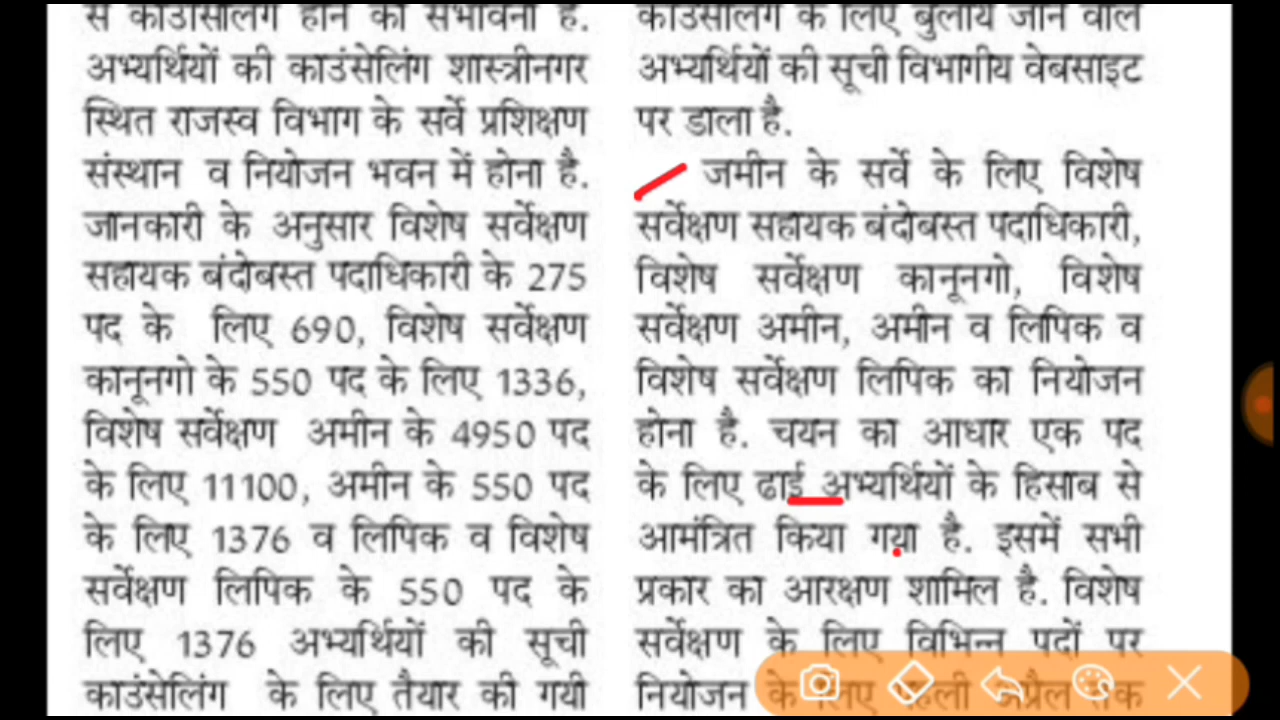 से काउंसेलिंग होने की संभावना है.
अभ्यर्थियों की काउंसेलिंग शास्त्रीनगर
स्थित राजस्व विभाग के सर्वे प्रशिक्षण
संस्थान व नियोजन भवन में होना है.
जानकारी के अनुसार विशेष सर्वेक्षण
सहायक बंदोबस्त पदाधिकारी के 275
पद के लिए 690, विशेष सर्वेक्षण
कानूनगो के 550 पद के लिए 1336,
विशेष सर्वेक्षण अमीन के 4950 पद
के लिए 11100, अमीन के 550 पद
के लिए 1376 व लिपिक व विशेष
सर्वेक्षण लिपिक के 550 पद के
लिए 1376 अभ्यर्थियों की सूची
काउंसेलिंग के लिए तैयार की गयी
काउंसेलिंग के लिए बुलाये जाने वाले
अभ्यर्थियों की सूची विभागीय वेबसाइट
पर डाला है.
जमीन के सर्वे के लिए विशेष
सर्वेक्षण सहायक बंदोबस्त पदाधिकारी,
विशेष सर्वेक्षण कानूनगो, विशेष
सर्वेक्षण अमीन, अमीन व लिपिक व
विशेष सर्वेक्षण लिपिक का नियोजन
होना है. चयन का आधार एक पद
के लिए ढाई अभ्यर्थियों के हिसाब से
आमंत्रित किया गया है. इसमें सभी
प्रकार का आरक्षण शामिल है. विशेष
सर्वेक्षण के लिए विभिन्न पदों पर
नियोजन के लिए पहली अप्रैल तक